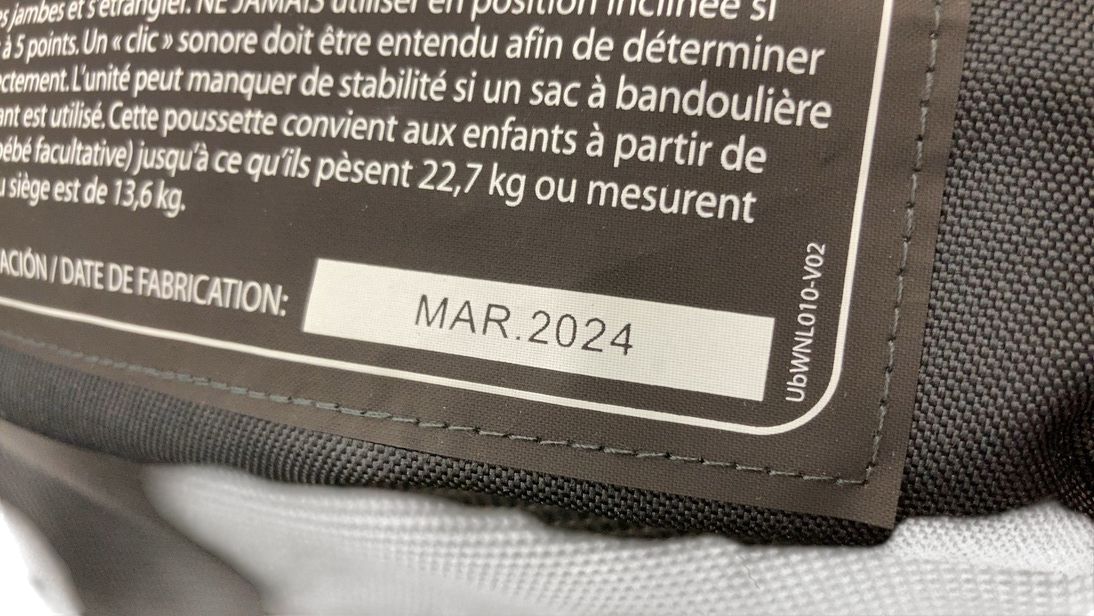 es jambes et s'étrangler. NE JAMAIS utiliser en position inclinée si
à 5 points. Un « clic » sonore doit être entendu afin de déterminer
ectement. L'unité peut manquer de stabilité si un sac à bandoulière
ant est utilisé. Cette poussette convient aux enfants à partir de
bébé facultative) jusqu'à ce qu'ils pèsent 22,7 kg ou mesurent
u siège est de 13,6 kg.
ACIÓN / DATE DE FABRICATION:
MAR.2024
UbWNL010-V02